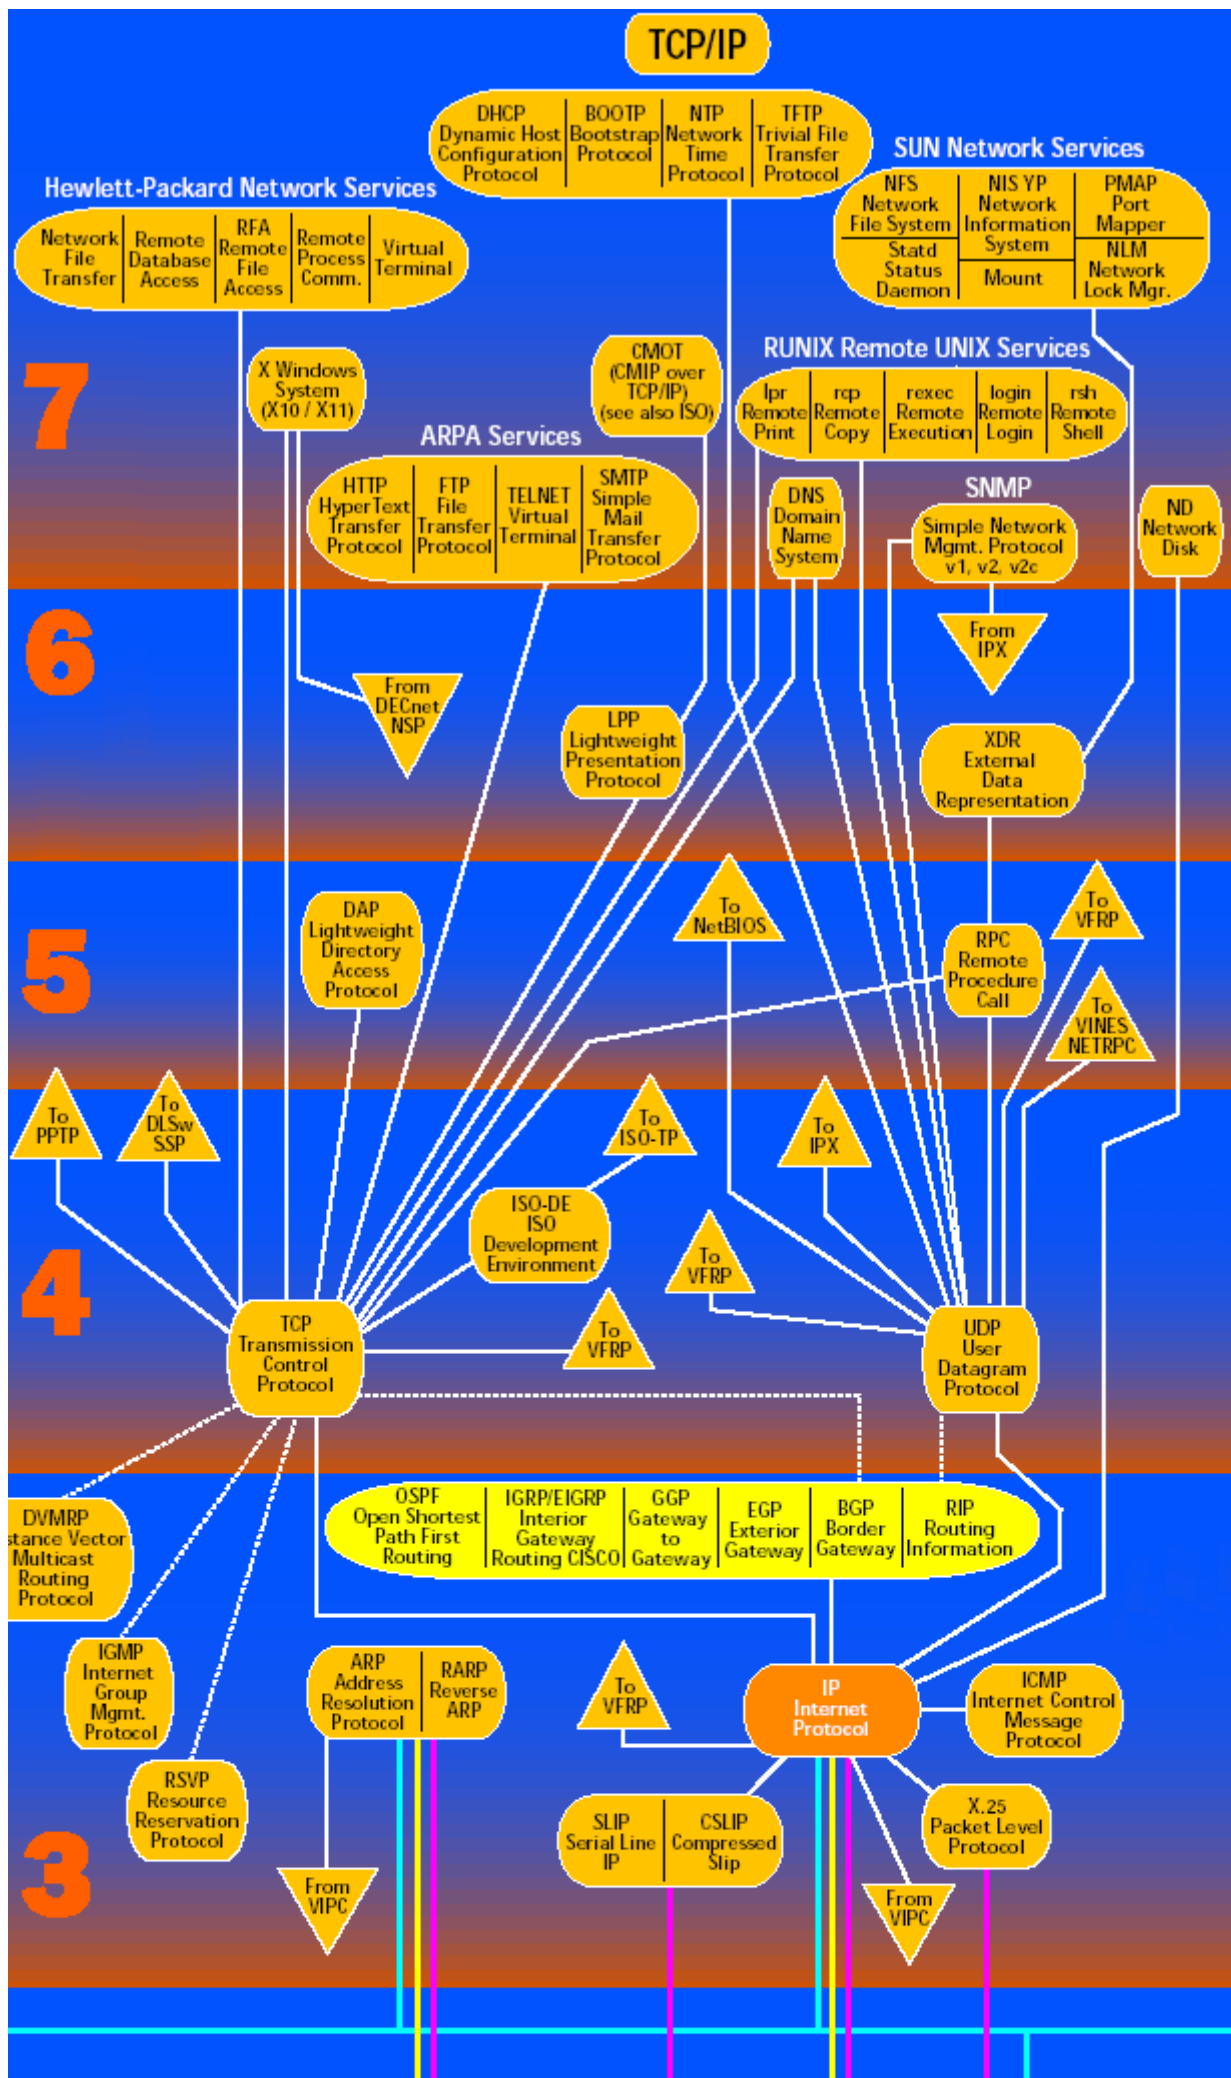 TCP/IP
DHCP
Dynamic Host
Configuration
Protocol
BOOTP
Bootstrap
Protocol
NTP
Network
Time
Protocol
TFTP
Trivial File
Transfer
Protocol
SUN Network Services
NFS
Network
File System
NIS YP
Network
Information
System
PMAP
Port
Mapper
Statd
Status
Daemon
Mount
NLM
Network
Lock Mgr.
Hewlett-Packard Network Services
Network
File
Transfer
Remote
Database
Access
RFA
Remote
File
Access
Remote
Process
Comm.
Virtual
Terminal
7
X Windows
System
(X10 / X11)
CMOT
(CMIP over
TCP/IP)
(see also ISO)
RUNIX Remote UNIX Services
lpr
Remote
Print
rcp
Remote
Copy
rexec
Remote
Execution
login
Remote
Login
rsh
Remote
Shell
ARPA Services
HTTP
HyperText
Transfer
Protocol
FTP
File
Transfer
Protocol
TELNET
Virtual
Terminal
SMTP
Simple
Mail
Transfer
Protocol
DNS
Domain
Name
System
SNMP
Simple Network
Mgmt. Protocol
v1, v2, v2c
ND
Network
Disk
6
From
IPX
From
DECnet
NSP
LPP
Lightweight
Presentation
Protocol
XDR
External
Data
Representation
5
DAP
Lightweight
Directory
Access
Protocol
To
NetBIOS
To
VFRP
RPC
Remote
Procedure
Call
To
VINES
NETRPC
4
To
PPTP
To
DLSw
SSP
To
ISO-TP
To
IPX
ISO-DE
ISO
Development
Environment
To
VFRP
TCP
Transmission
Control
Protocol
To
VFRP
UDP
User
Datagram
Protocol
OSPF
Open Shortest
Path First
Routing
IGRP/EIGRP
Interior
Gateway
Routing CISCO
GGP
Gateway
to
Gateway
EGP
Exterior
Gateway
BGP
Border
Gateway
RIP
Routing
Information
DVMRP
stance Vector
Multicast
Routing
Protocol
IGMP
Internet
Group
Mgmt.
Protocol
ARP
Address
Resolution
Protocol
RARP
Reverse
ARP
To
VFRP
IP
Internet
Protocol
ICMP
Internet Control
Message
Protocol
RSVP
Resource
Reservation
Protocol
3
SLIP
Serial Line
IP
CSLIP
Compressed
Slip
X.25
Packet Level
Protocol
From
VIPC
From
VIPC